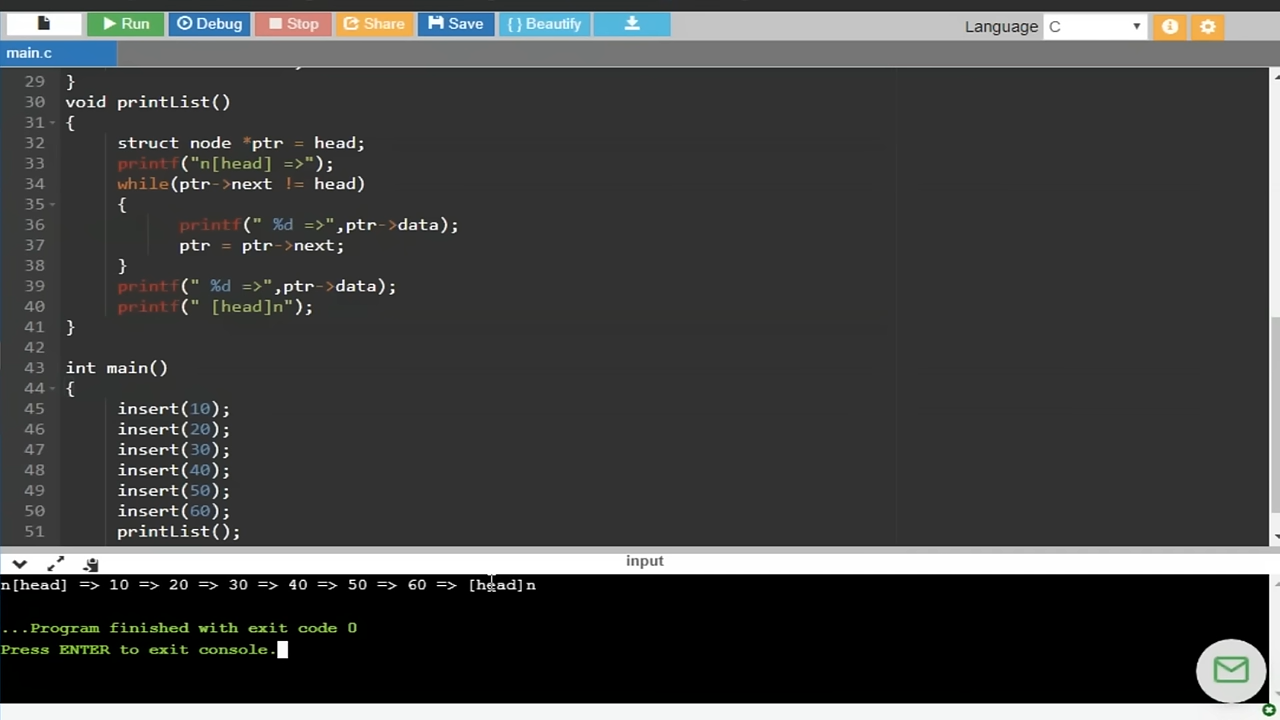 Run Debug Stop Share Save { } Beautify Language C
main.c
29 }
30 void printList()
31 {
32 struct node *ptr = head;
33 printf("n[head] =>");
34 while(ptr->next != head)
35 {
36 printf(" %d =>",ptr->data);
37 ptr = ptr->next;
38 }
39 printf(" %d =>",ptr->data);
40 printf(" [head]n");
41 }
42
43 int main()
44 {
45 insert(10);
46 insert(20);
47 insert(30);
48 insert(40);
49 insert(50);
50 insert(60);
51 printList();
input
n[head] => 10 => 20 => 30 => 40 => 50 => 60 => [head]n
...Program finished with exit code 0
Press ENTER to exit console.